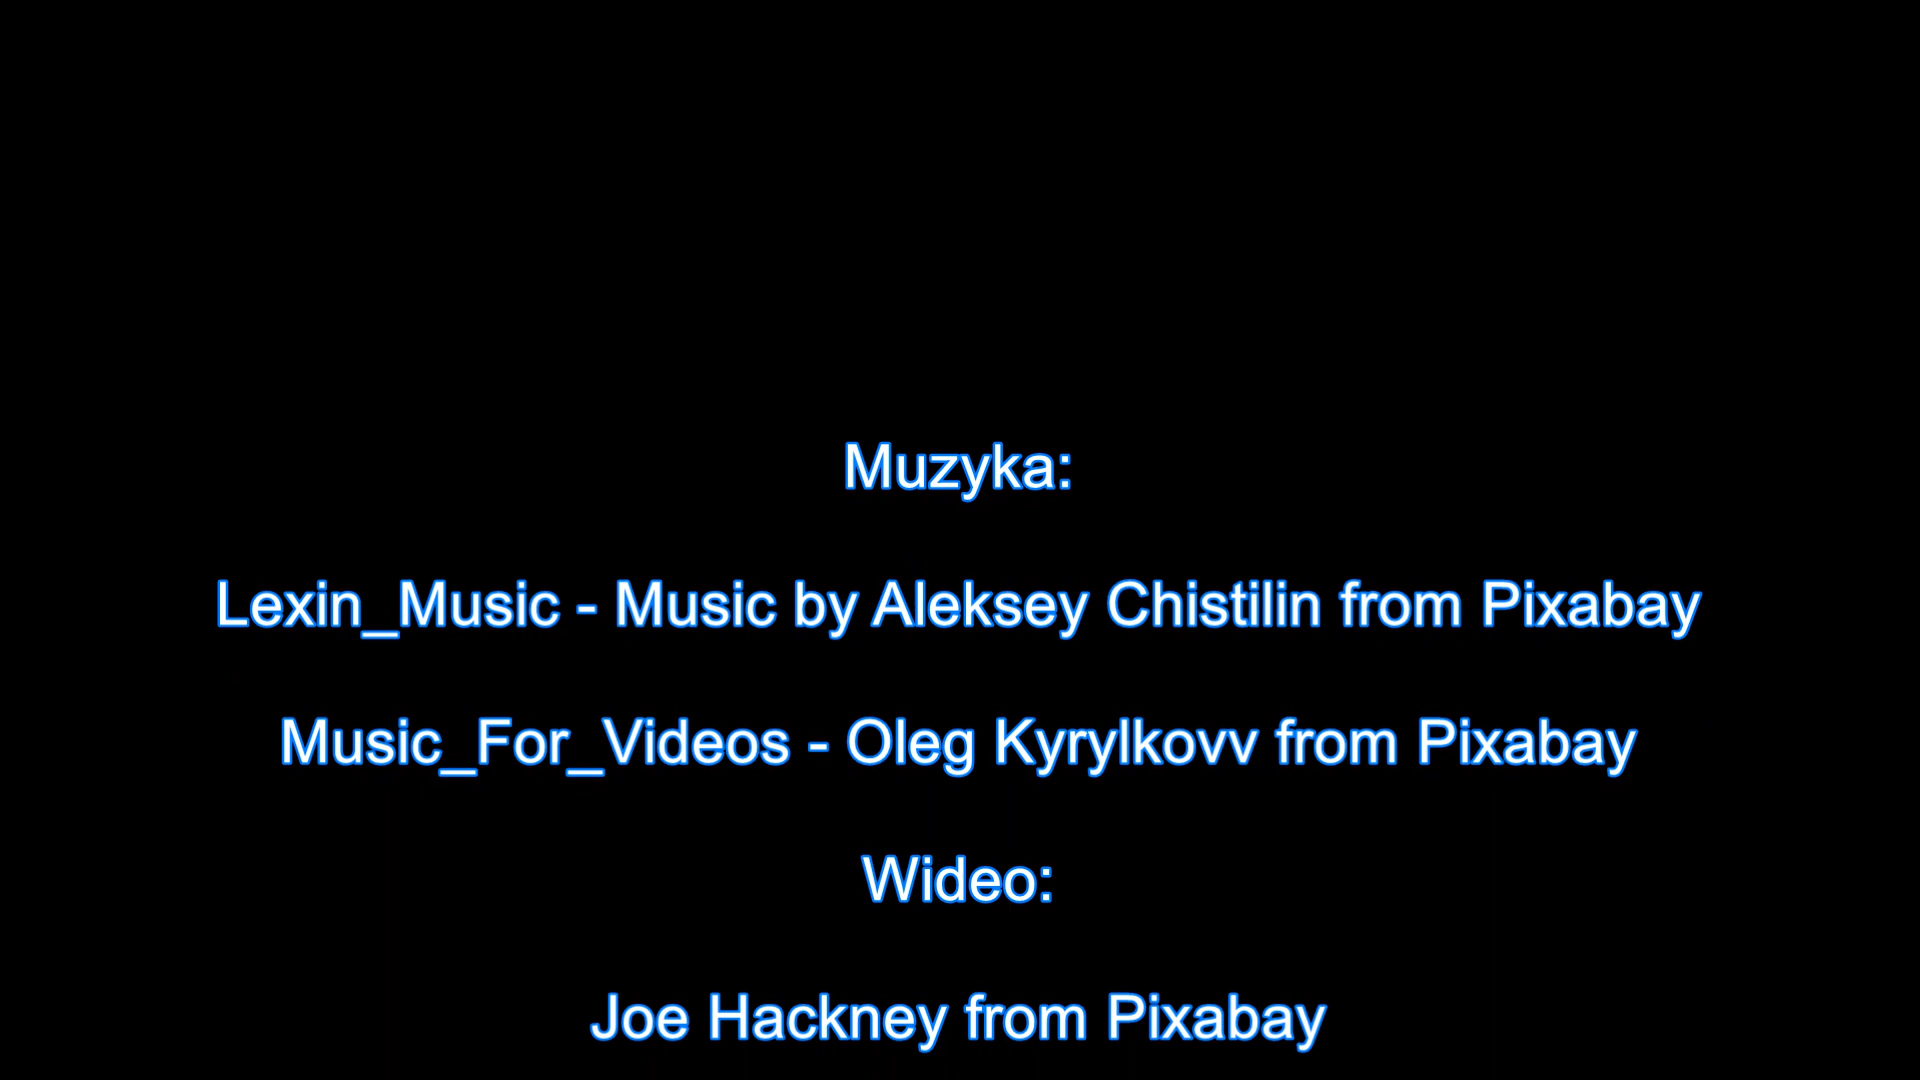 Muzyka:
Lexin_Music - Music by Aleksey Chistilin from Pixabay
Music_For_Videos - Oleg Kyrylkovv from Pixabay
Wideo:
Joe Hackney from Pixabay